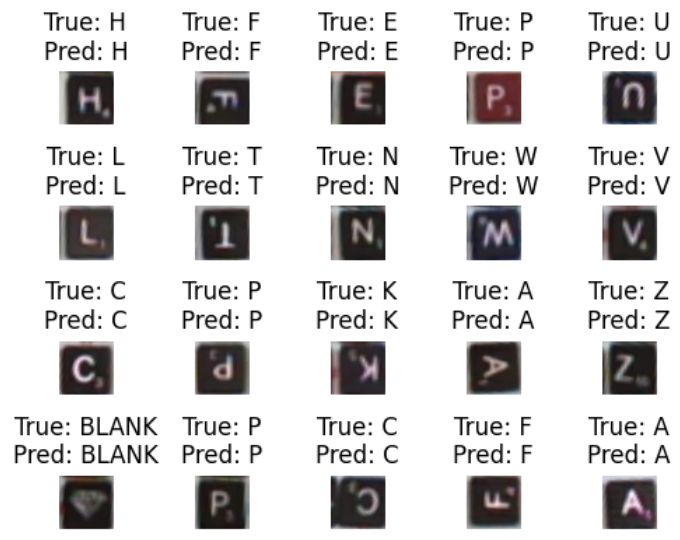 True: H True: F True: E True: P True: U
Pred: H Pred: F Pred: E Pred: P Pred: U
H F E P U
True: L True: T True: N True: W True: V
Pred: L Pred: T Pred: N Pred: W Pred: V
L T N W V
True: C True: P True: K True: A True: Z
Pred: C Pred: P Pred: K Pred: A Pred: Z
C P K A Z
True: BLANK True: P True: C True: F True: A
Pred: BLANK Pred: P Pred: C Pred: F Pred: A
P C F A